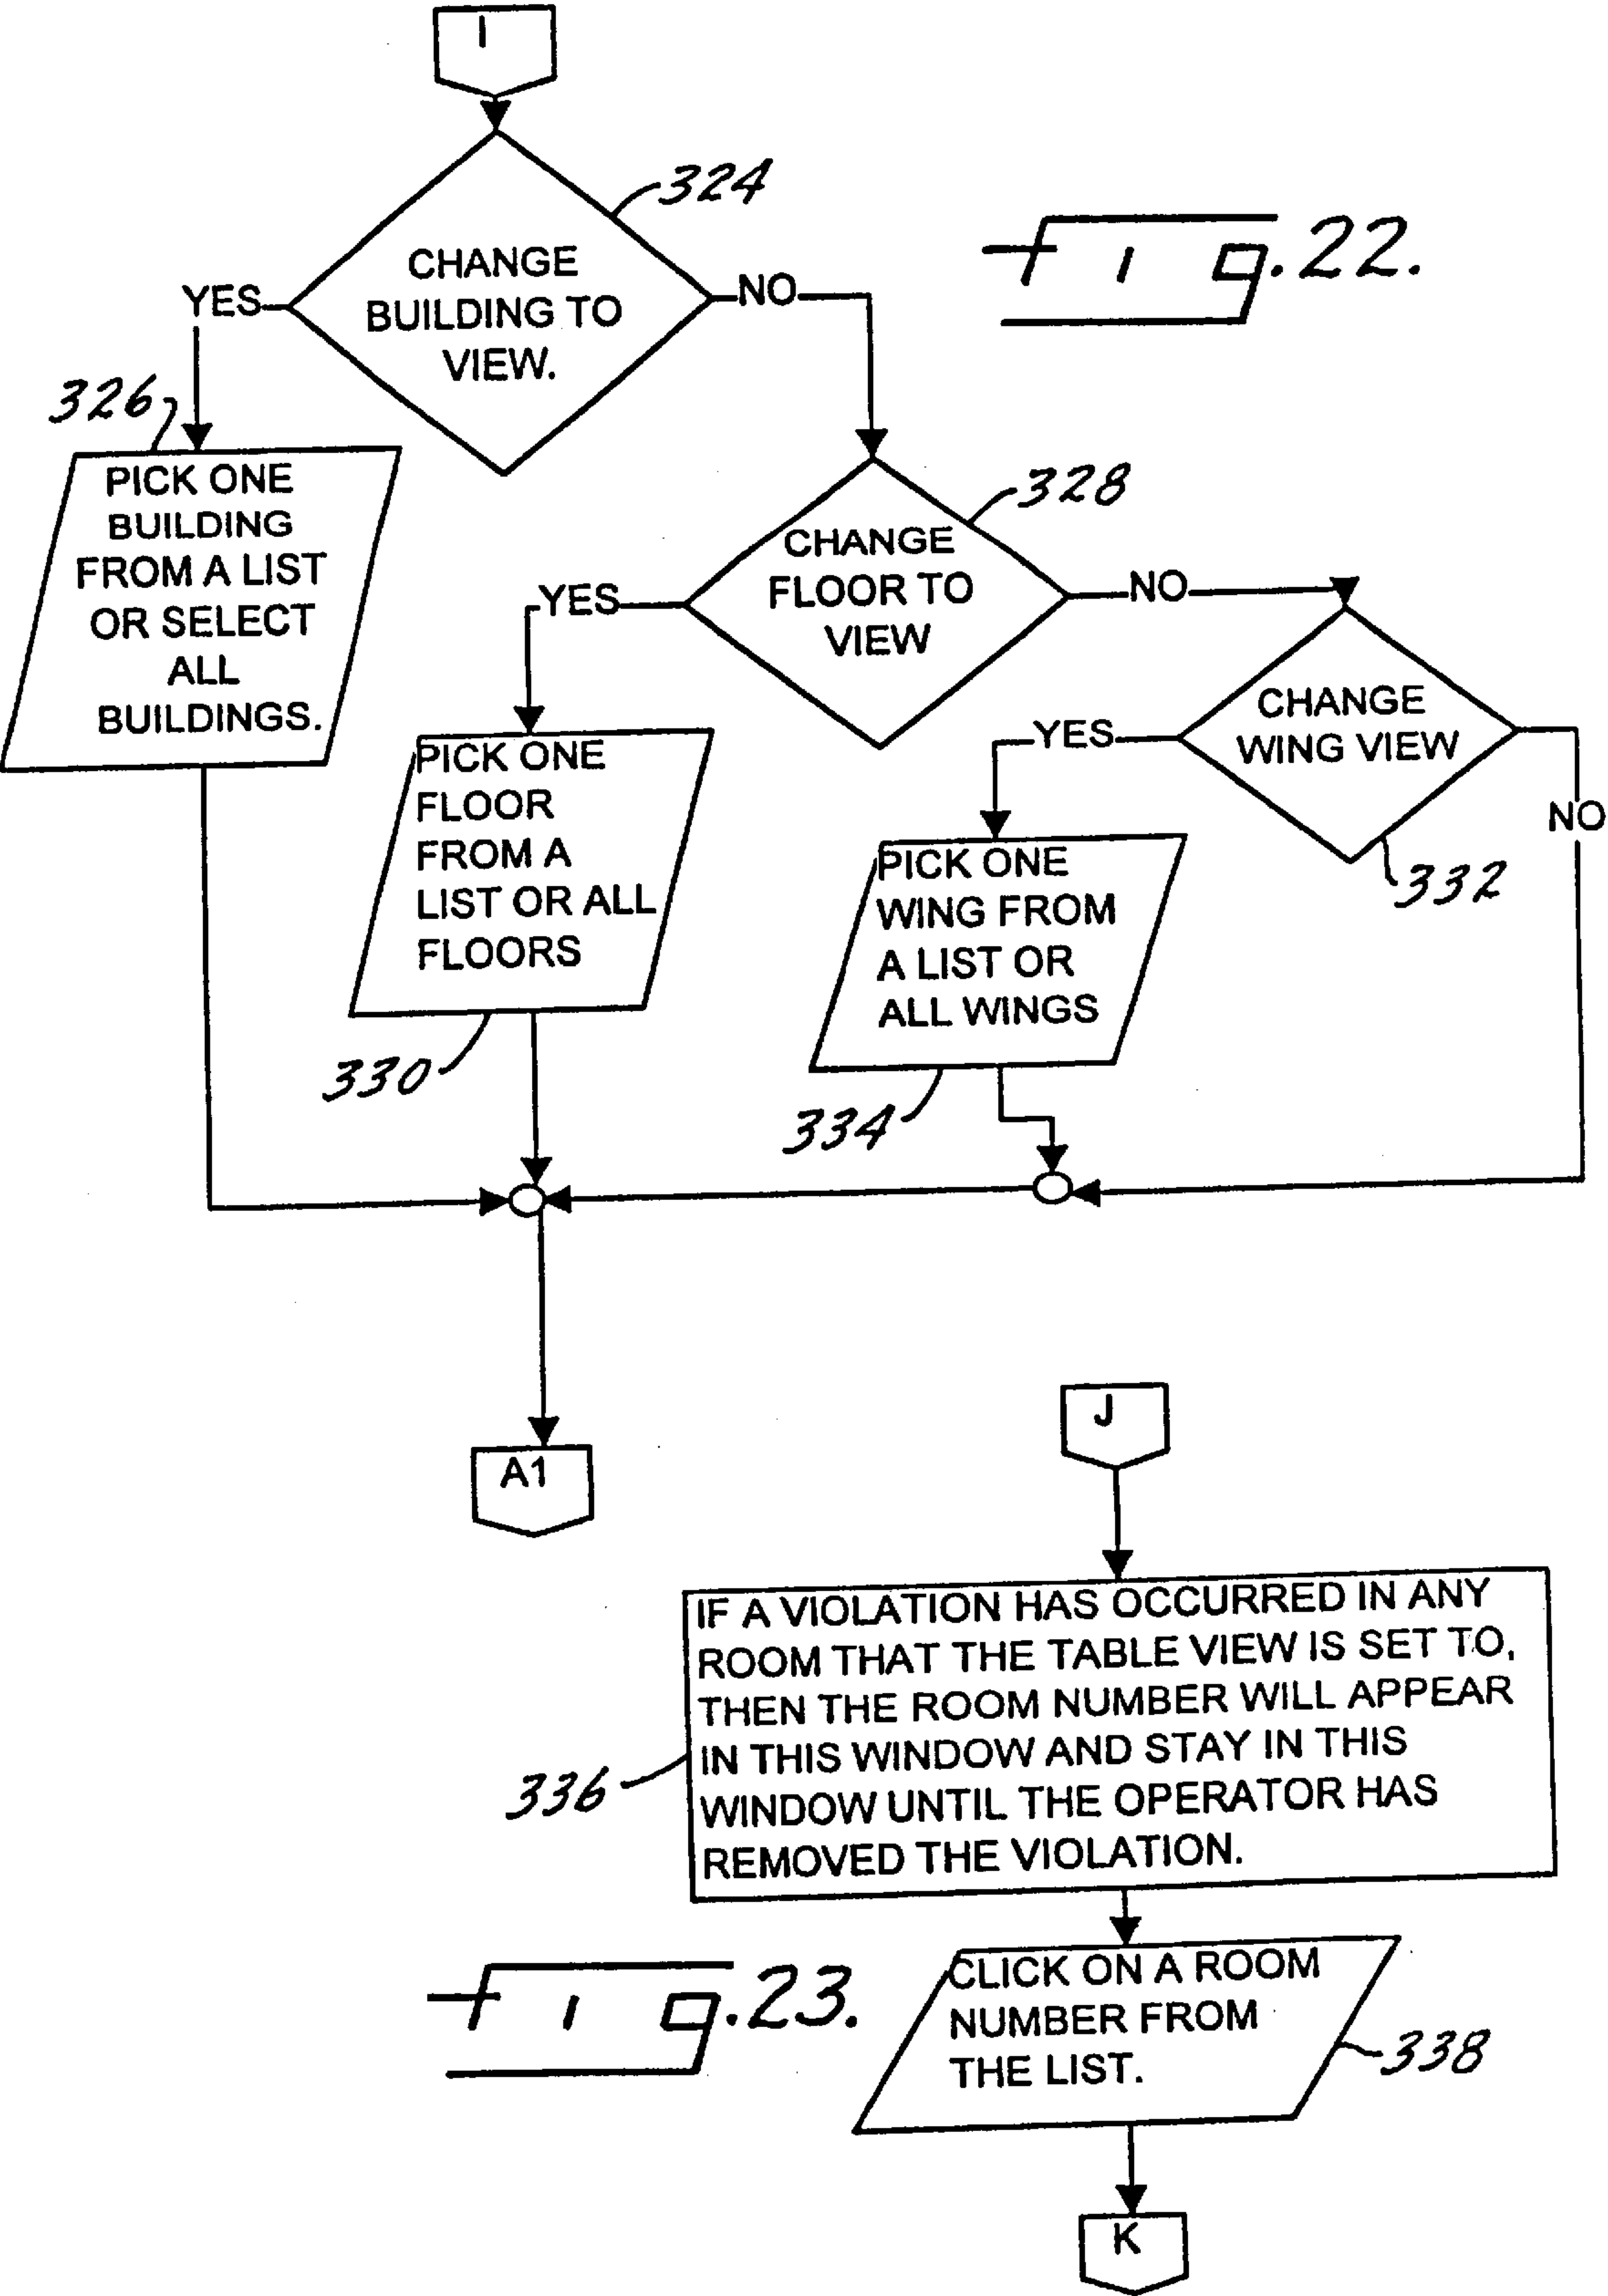 I
324
fig.22.
CHANGE
BUILDING TO
VIEW.
YES
NO
326
PICK ONE
BUILDING
FROM A LIST
OR SELECT
ALL
BUILDINGS.
328
CHANGE
FLOOR TO
VIEW
YES
NO
PICK ONE
FLOOR
FROM A
LIST OR ALL
FLOORS
330
CHANGE
WING VIEW
YES
NO
332
PICK ONE
WING FROM
A LIST OR
ALL WINGS
334
A1
J
IF A VIOLATION HAS OCCURRED IN ANY
ROOM THAT THE TABLE VIEW IS SET TO,
THEN THE ROOM NUMBER WILL APPEAR
IN THIS WINDOW AND STAY IN THIS
WINDOW UNTIL THE OPERATOR HAS
REMOVED THE VIOLATION.
336
fig.23.
CLICK ON A ROOM
NUMBER FROM
THE LIST.
338
K